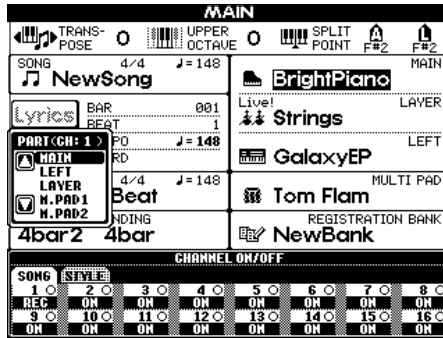 MAIN
TRANS-POSE 0 UPPER OCTAVE 0 SPLIT POINT A F#2 L F#2
SONG 4/4 ♩=148
NewSong
MAIN
BrightPiano
Lyrics BAR 001
BEAT 1
Live! LAYER
Strings
PART(CH: 1 )
MAIN
LEFT
LAYER
M.PAD1
M.PAD2
PO ♩=148
RD
LEFT
GalaxyEP
4/4 ♩=148
Beat
MULTI PAD
Tom Flam
NDING
4bar2 4bar
REGISTRATION BANK
NewBank
CHANNEL ON/OFF
SONG STYLE
1 2 3 4 5 6 7 8
REC ON ON ON ON ON ON ON
9 10 11 12 13 14 15 16
ON ON ON ON ON ON ON ON